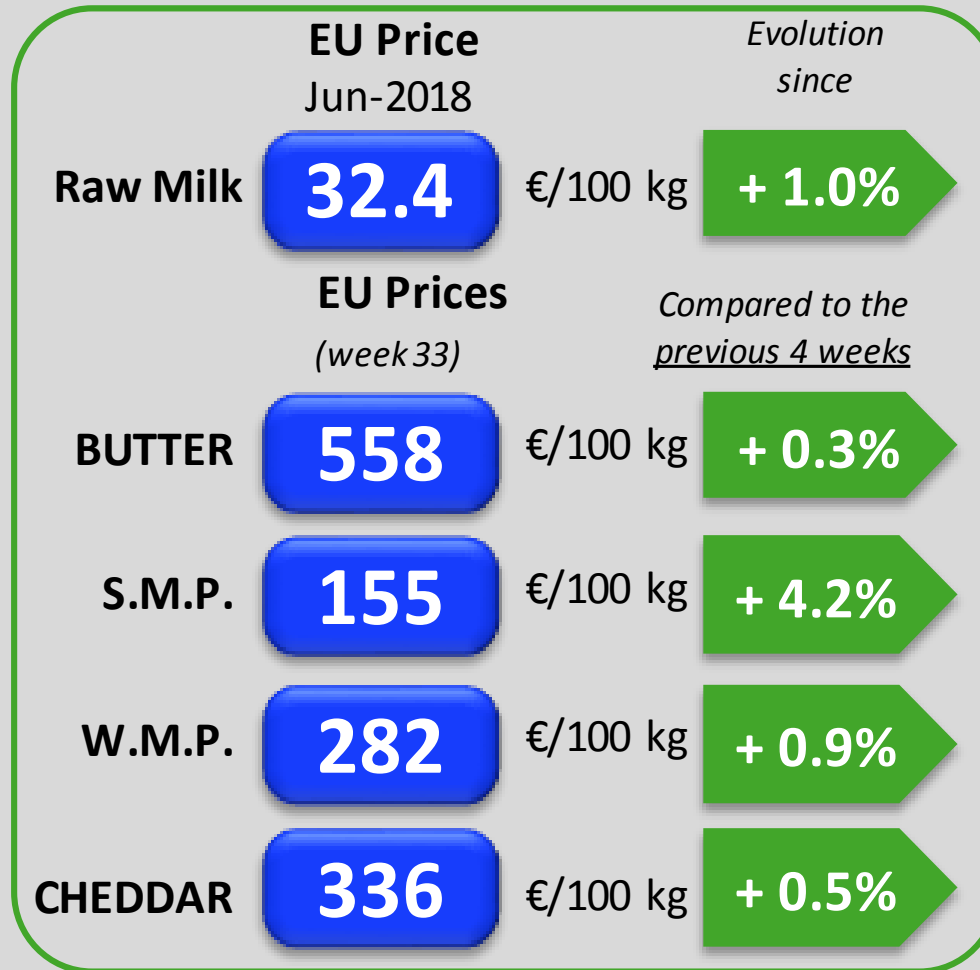 EU Price
Jun-2018
Evolution
since
Raw Milk 32.4 €/100 kg + 1.0%
EU Prices
(week 33)
Compared to the
previous 4 weeks
BUTTER 558 €/100 kg + 0.3%
S.M.P. 155 €/100 kg + 4.2%
W.M.P. 282 €/100 kg + 0.9%
CHEDDAR 336 €/100 kg + 0.5%